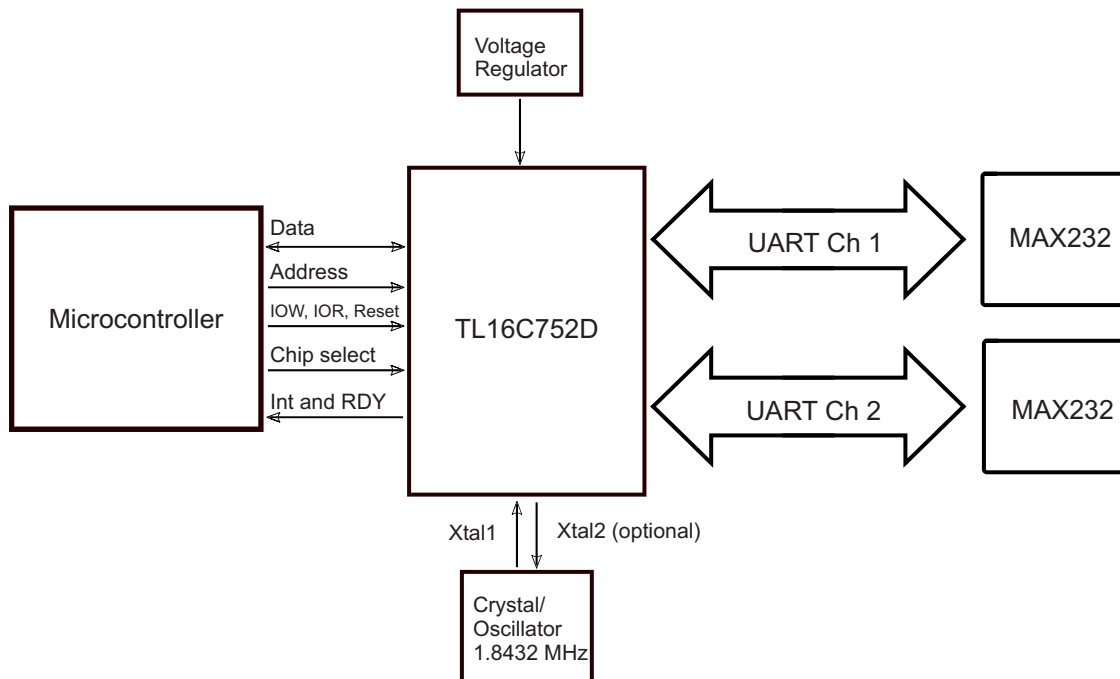 Voltage
Regulator
Data
Address
IOW, IOR, Reset
Chip select
Int and RDY
Microcontroller
TL16C752D
UART Ch 1
MAX232
UART Ch 2
MAX232
Xtal1
Xtal2 (optional)
Crystal/
Oscillator
1.8432 MHz